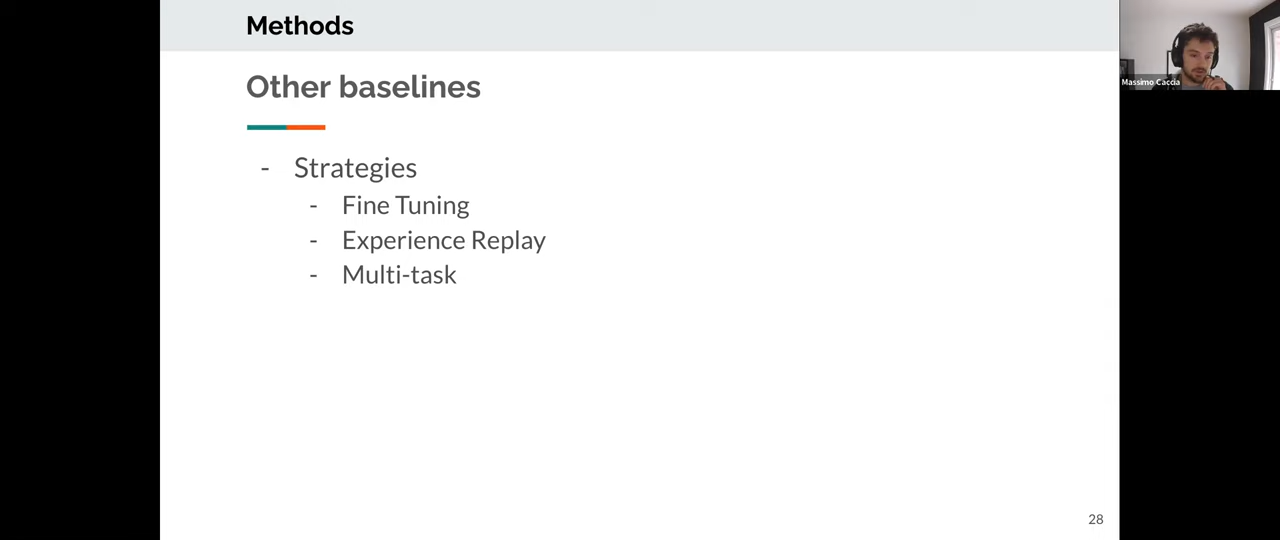 Methods
Other baselines
- Strategies
- Fine Tuning
- Experience Replay
- Multi-task
28
Massimo Caccia